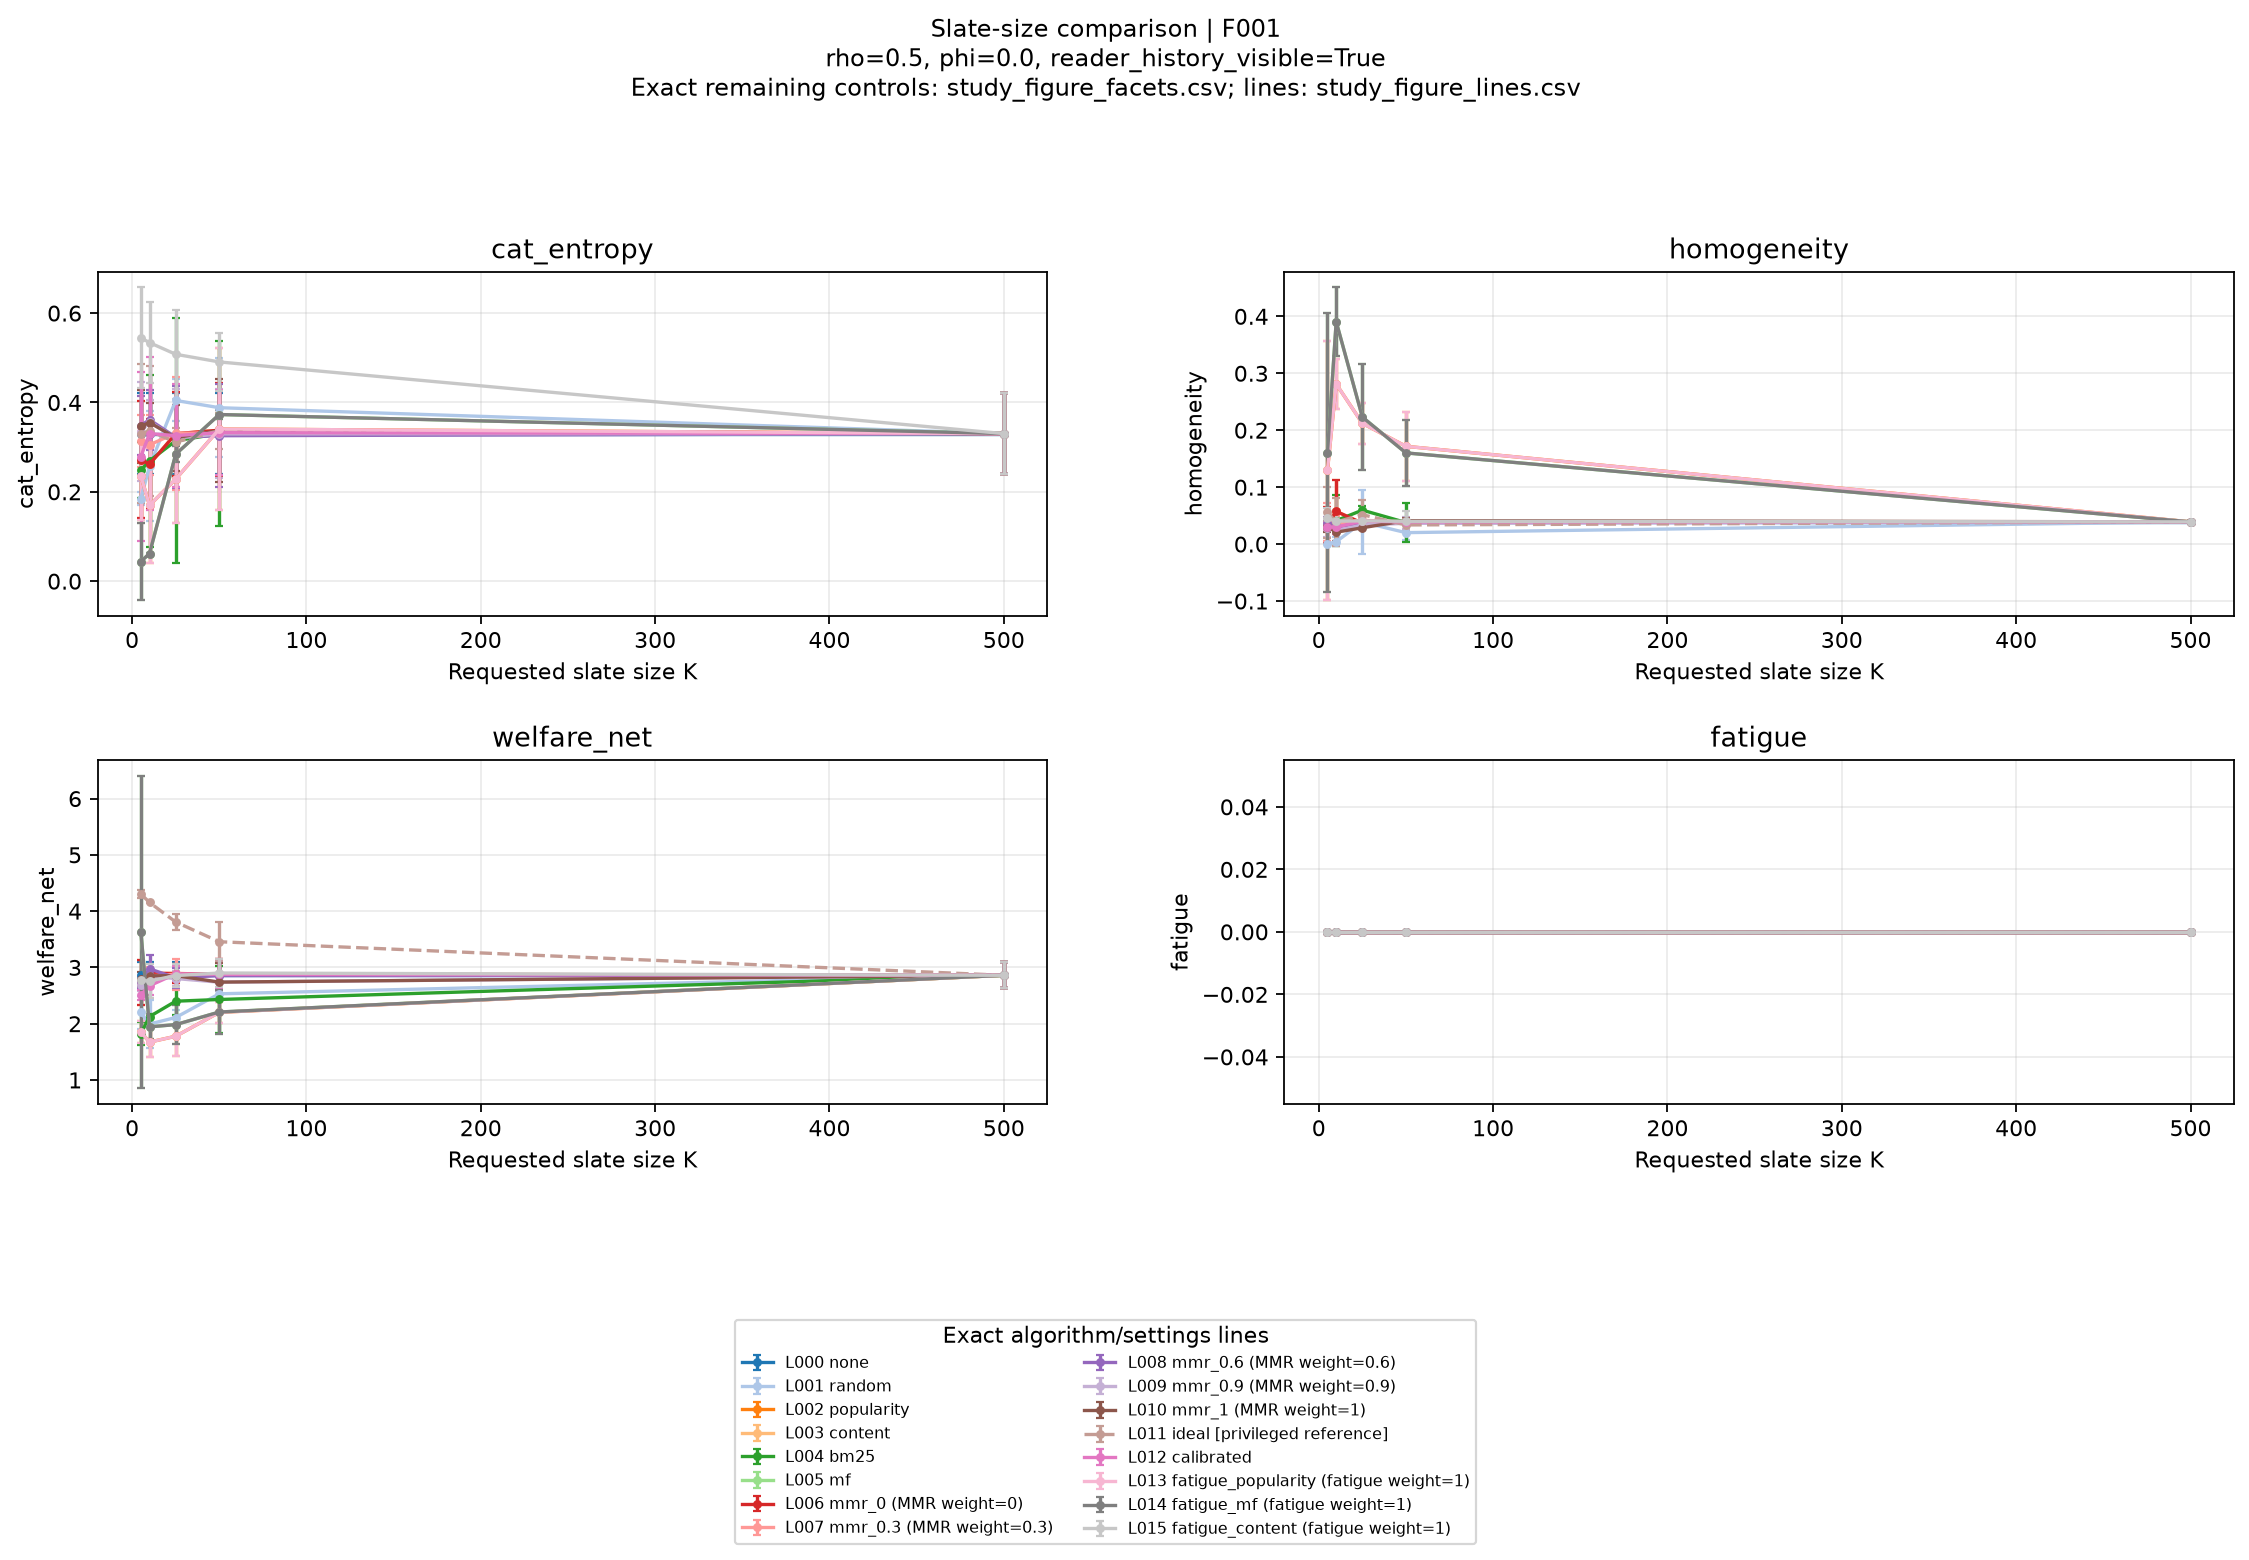 Slate-size comparison | F001
rho=0.5, phi=0.0, reader_history_visible=True
Exact remaining controls: study_figure_facets.csv; lines: study_figure_lines.csv
cat_entropy
cat_entropy
0.6
0.4
0.2
0.0
0 100 200 300 400 500
Requested slate size K
homogeneity
homogeneity
0.4
0.3
0.2
0.1
0.0
−0.1
0 100 200 300 400 500
Requested slate size K
welfare_net
welfare_net
6
5
4
3
2
1
0 100 200 300 400 500
Requested slate size K
fatigue
fatigue
0.04
0.02
0.00
−0.02
−0.04
0 100 200 300 400 500
Requested slate size K
Exact algorithm/settings lines
L000 none
L001 random
L002 popularity
L003 content
L004 bm25
L005 mf
L006 mmr_0 (MMR weight=0)
L007 mmr_0.3 (MMR weight=0.3)
L008 mmr_0.6 (MMR weight=0.6)
L009 mmr_0.9 (MMR weight=0.9)
L010 mmr_1 (MMR weight=1)
L011 ideal [privileged reference]
L012 calibrated
L013 fatigue_popularity (fatigue weight=1)
L014 fatigue_mf (fatigue weight=1)
L015 fatigue_content (fatigue weight=1)